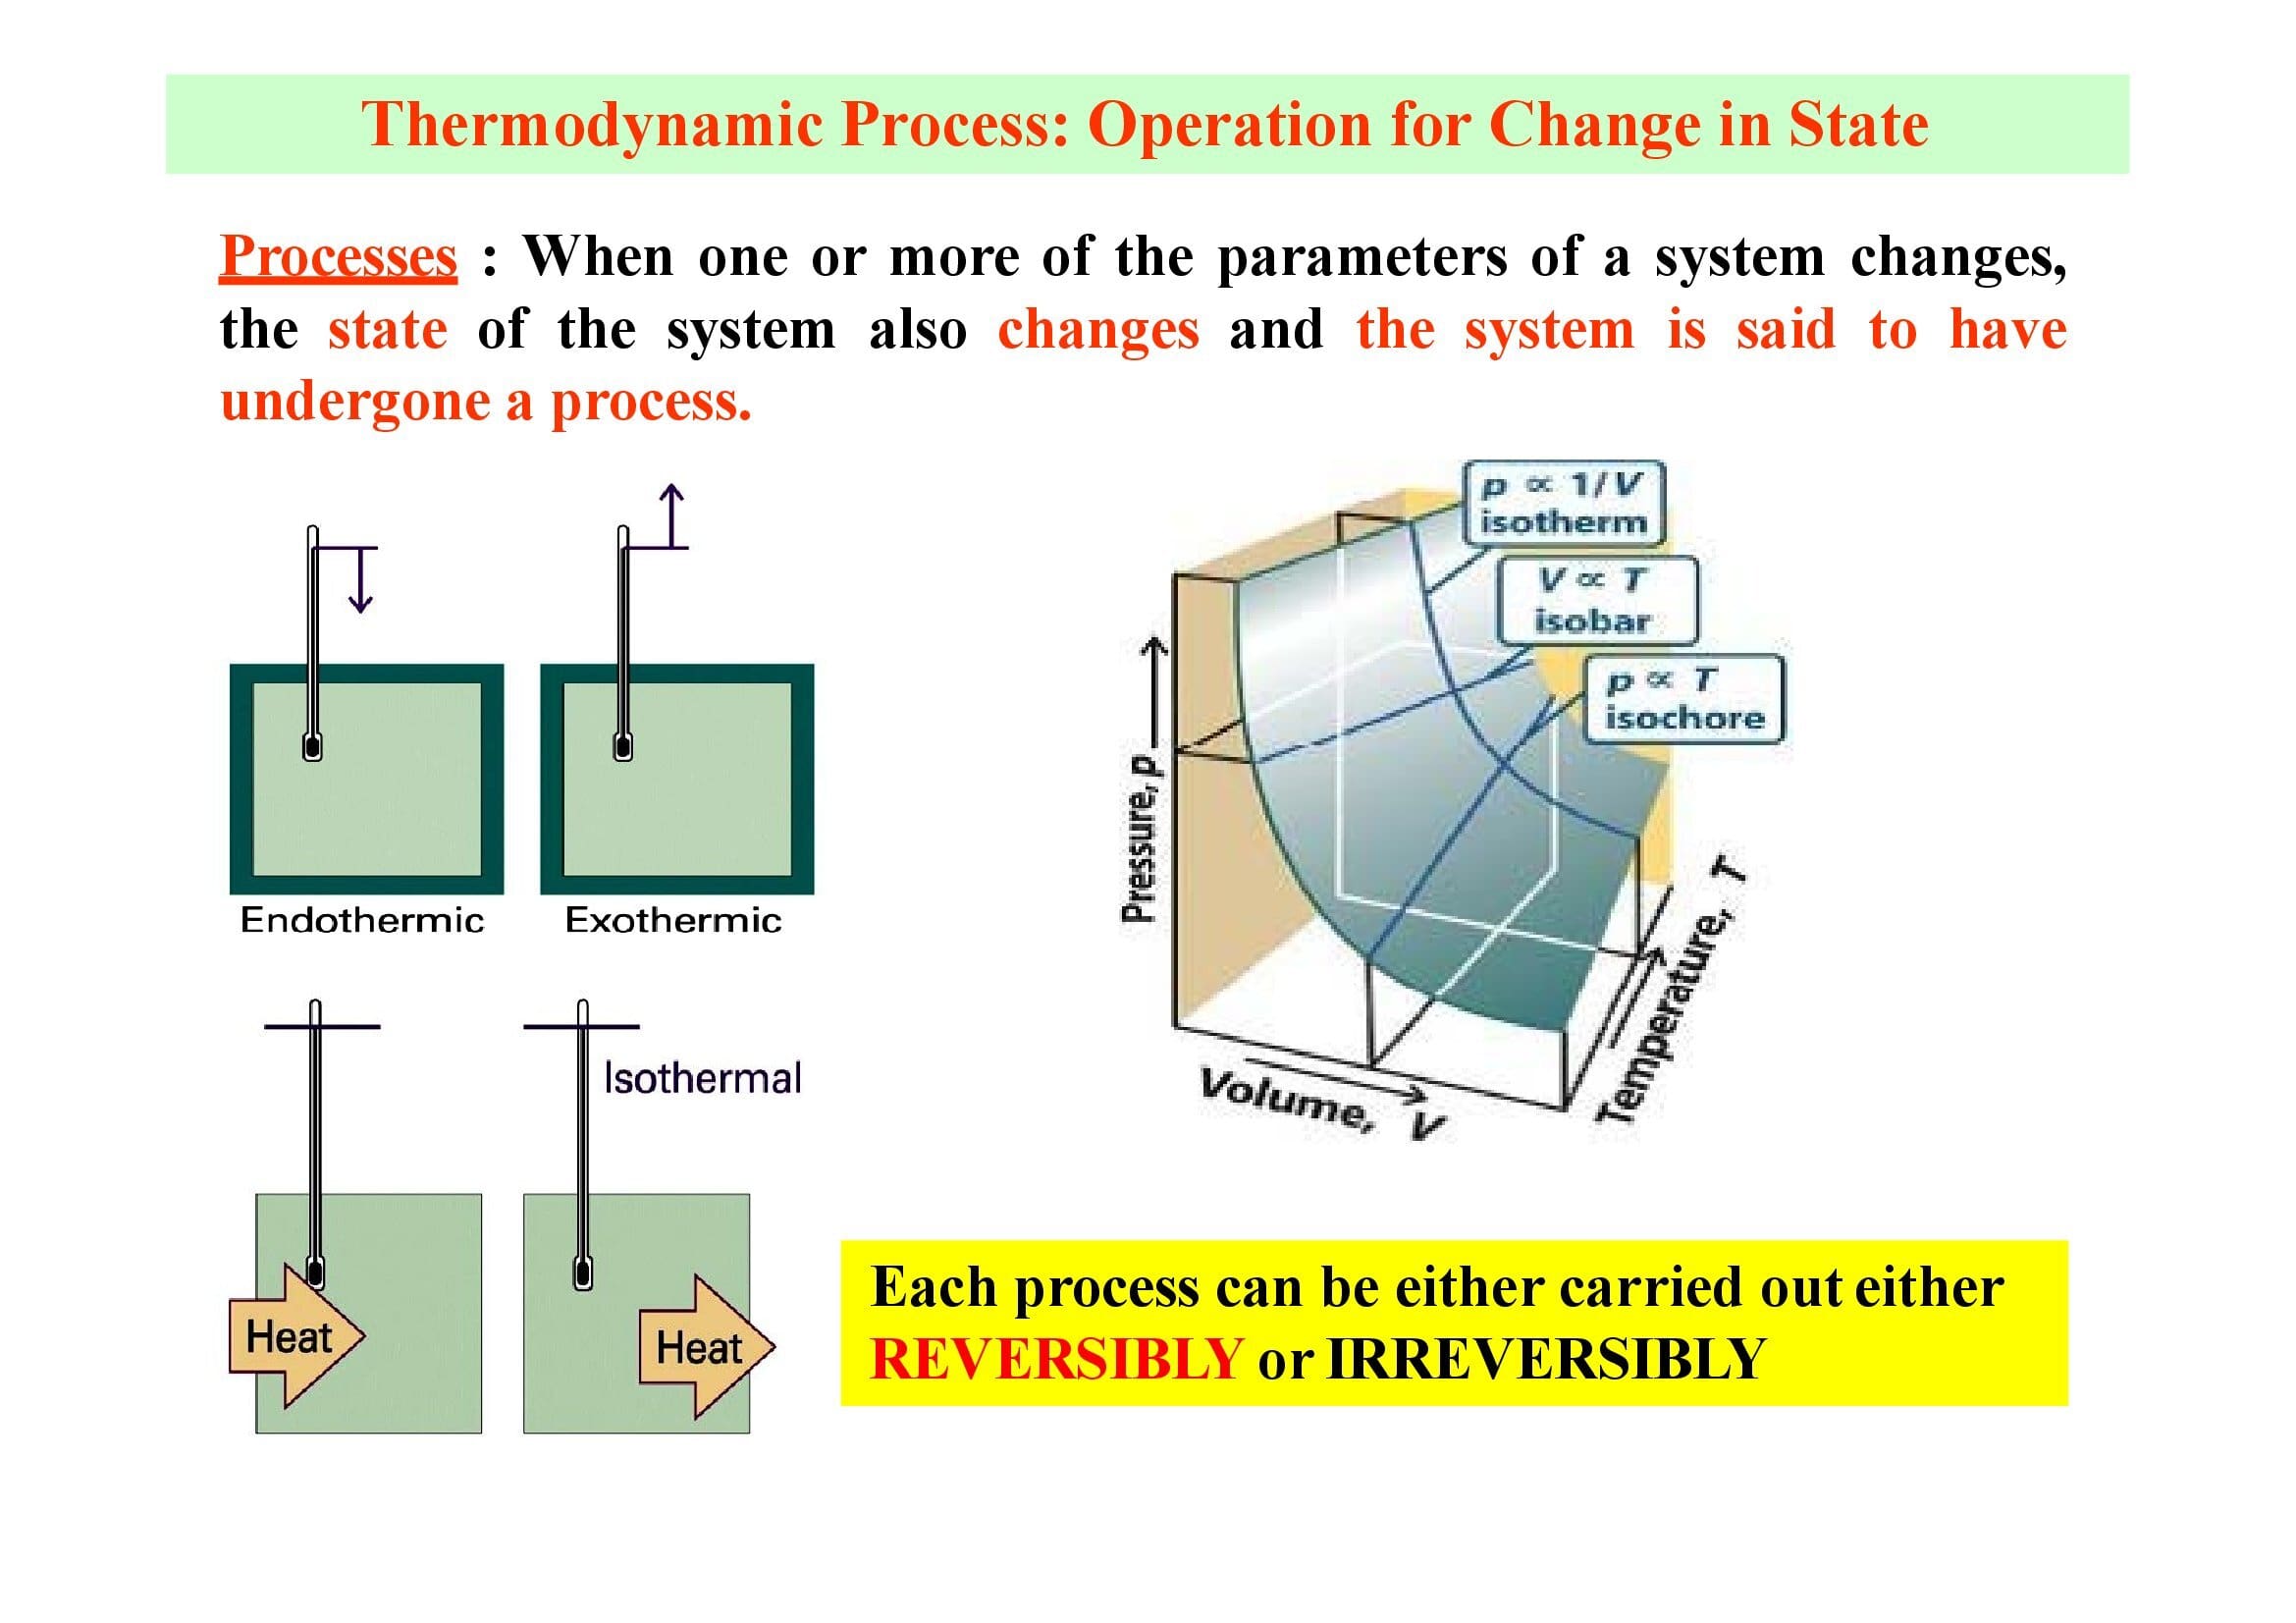 Thermodynamic Process: Operation for Change in State
Processes : When one or more of the parameters of a system changes,
the state of the system also changes and the system is said to have
undergone a process.
Endothermic
Exothermic
Isothermal
Heat
Heat
p ∝ 1/V
isotherm
V ∝ T
isobar
p ∝ T
isochore
Pressure, p
Volume, V
Temperature, T
Each process can be either carried out either
REVERSIBLY or IRREVERSIBLY